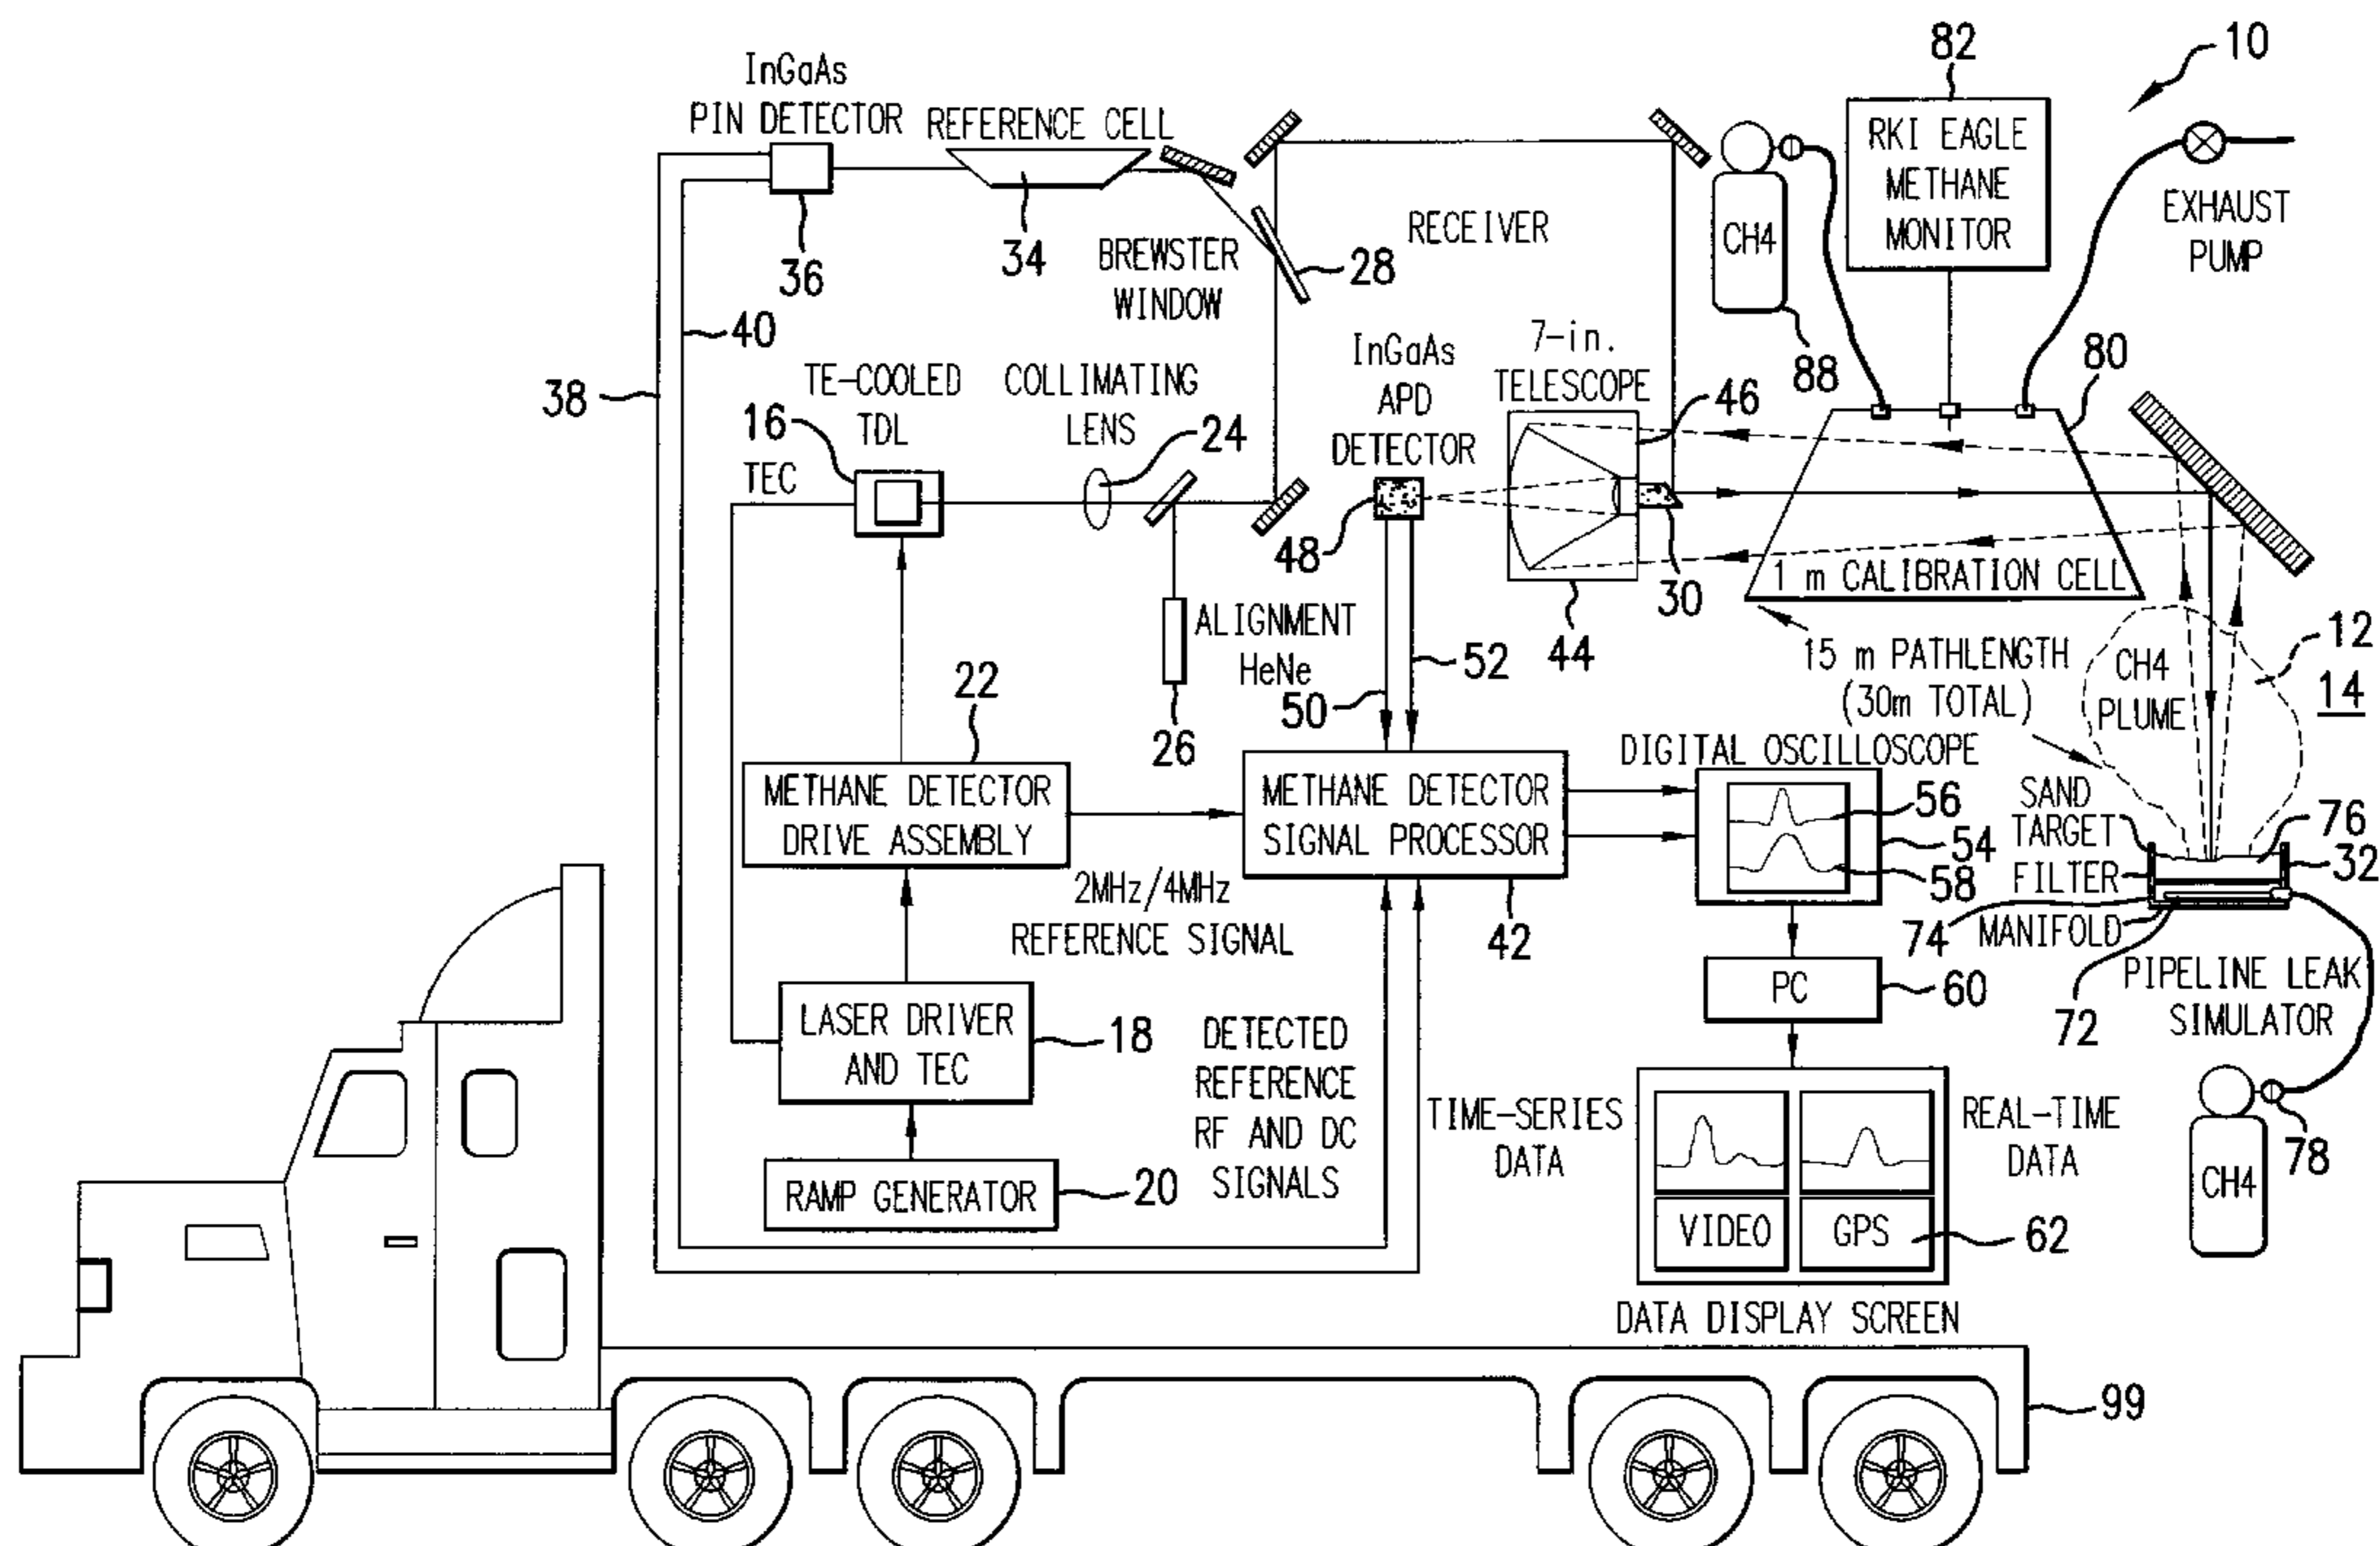 82
10
InGaAs
PIN DETECTOR
REFERENCE CELL
RKI EAGLE
METHANE
MONITOR
EXHAUST
PUMP
CH4
34
36
BREWSTER
WINDOW
28
RECEIVER
40
38
88
80
TE-COOLED
TDL
COLLIMATING
LENS
InGaAs
APD
DETECTOR
7-in.
TELESCOPE
46
16
TEC
24
48
30
44
1 m CALIBRATION CELL
ALIGNMENT
HeNe
26
52
50
15 m PATHLENGTH
(30m TOTAL)
CH4
PLUME
12
14
22
METHANE DETECTOR
DRIVE ASSEMBLY
METHANE DETECTOR
SIGNAL PROCESSOR
DIGITAL OSCILLOSCOPE
56
54
58
SAND
TARGET
FILTER
MANIFOLD
76
32
74
72
2MHz/4MHz
REFERENCE SIGNAL
42
PIPELINE LEAK
SIMULATOR
PC
60
LASER DRIVER
AND TEC
18
DETECTED
REFERENCE
RF AND DC
SIGNALS
TIME-SERIES
DATA
REAL-TIME
DATA
78
CH4
RAMP GENERATOR
20
VIDEO
GPS
62
DATA DISPLAY SCREEN
99